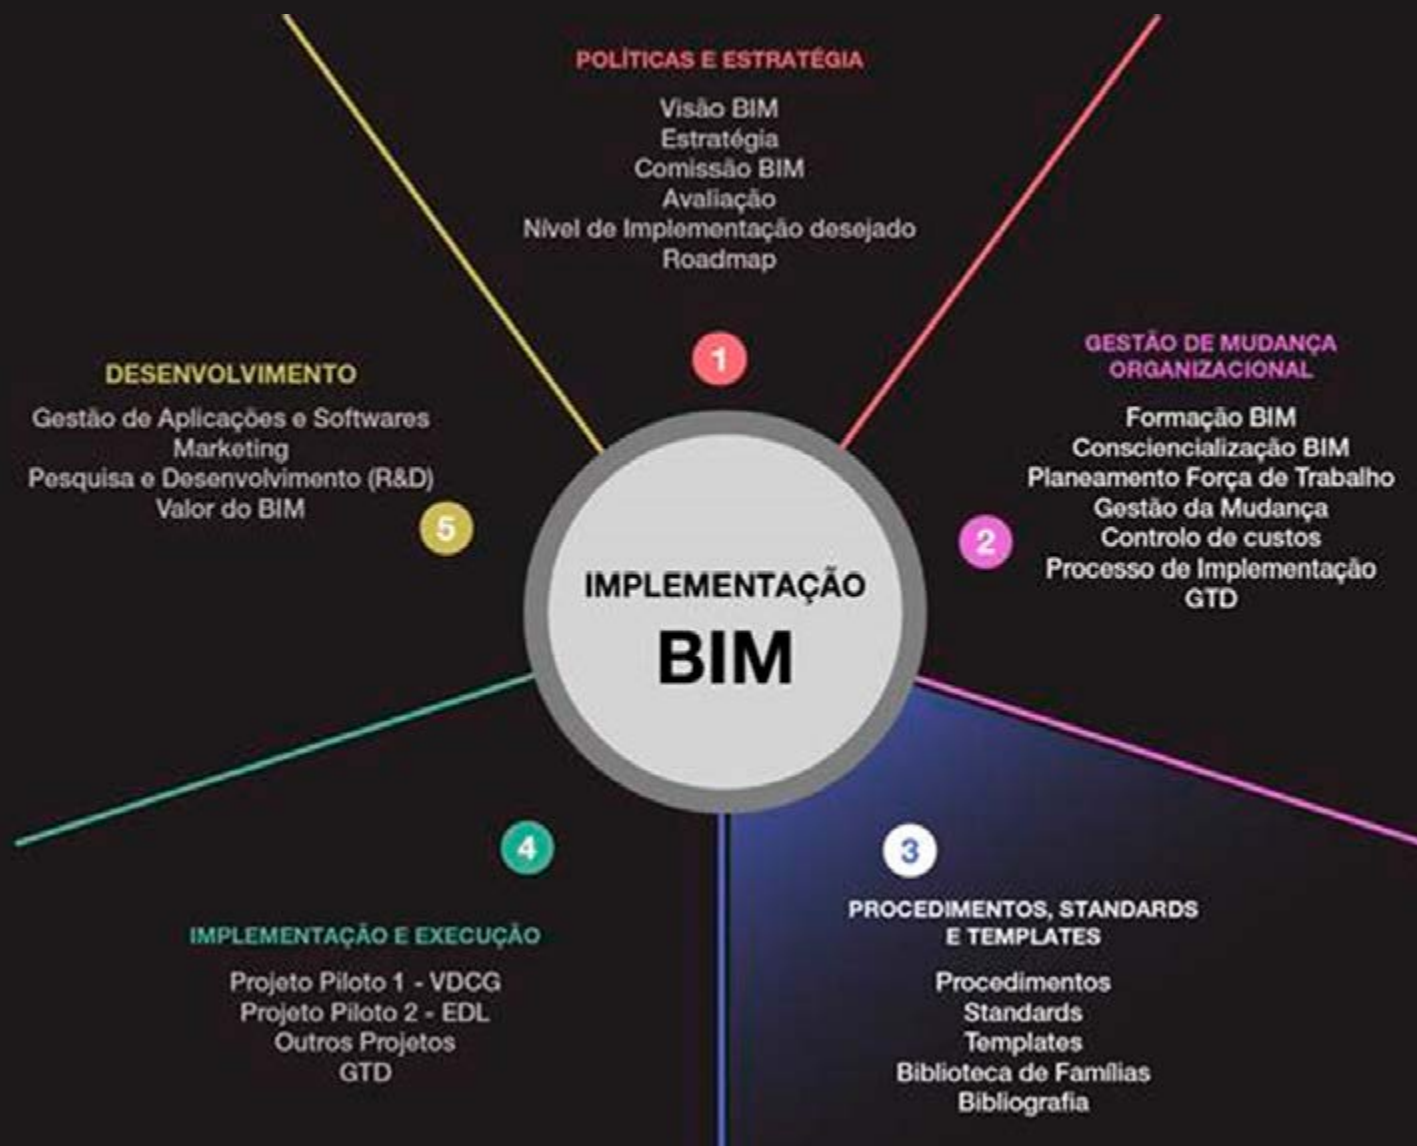 POLÍTICAS E ESTRATÉGIA
Visão BIM
Estratégia
Comissão BIM
Avaliação
Nível de Implementação desejado
Roadmap
1
GESTÃO DE MUDANÇA
ORGANIZACIONAL
Formação BIM
Consciencialização BIM
Planeamento Força de Trabalho
Gestão da Mudança
Controlo de custos
Processo de Implementação
GTD
2
3
PROCEDIMENTOS, STANDARDS
E TEMPLATES
Procedimentos
Standards
Templates
Biblioteca de Famílias
Bibliografia
4
IMPLEMENTAÇÃO E EXECUÇÃO
Projeto Piloto 1 - VDCG
Projeto Piloto 2 - EDL
Outros Projetos
GTD
DESENVOLVIMENTO
Gestão de Aplicações e Softwares
Marketing
Pesquisa e Desenvolvimento (R&D)
Valor do BIM
5
IMPLEMENTAÇÃO
BIM